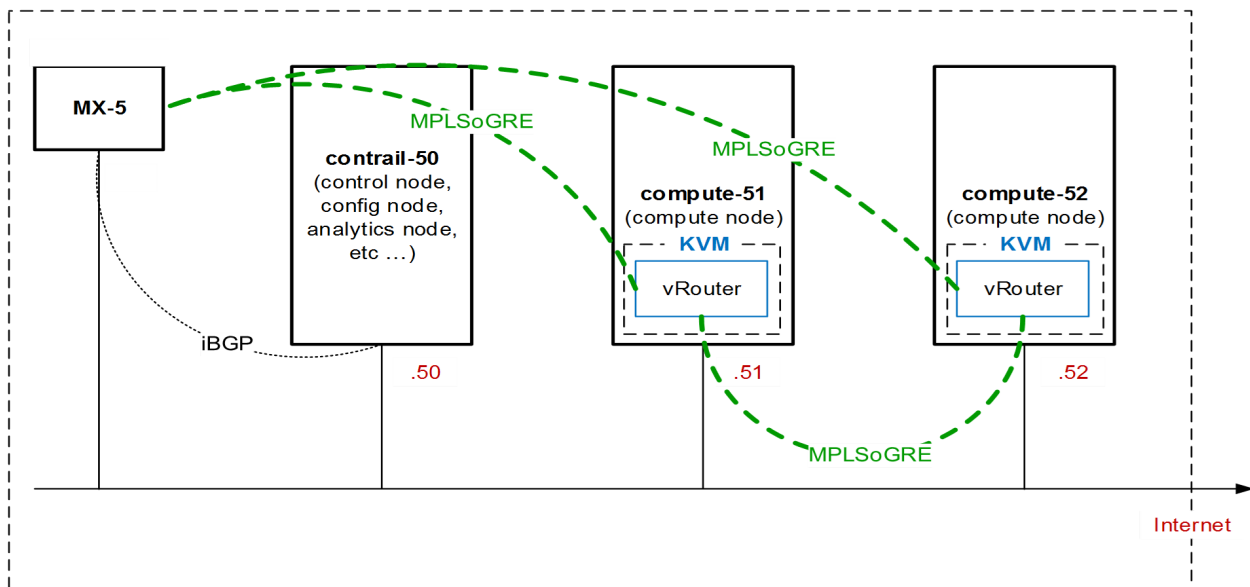 MX-5
MPLSoGRE
MPLSoGRE
contrail-50
(control node,
config node,
analytics node,
etc ...)
compute-51
(compute node)
KVM
vRouter
compute-52
(compute node)
KVM
vRouter
iBGP
.50
.51
.52
MPLSoGRE
Internet